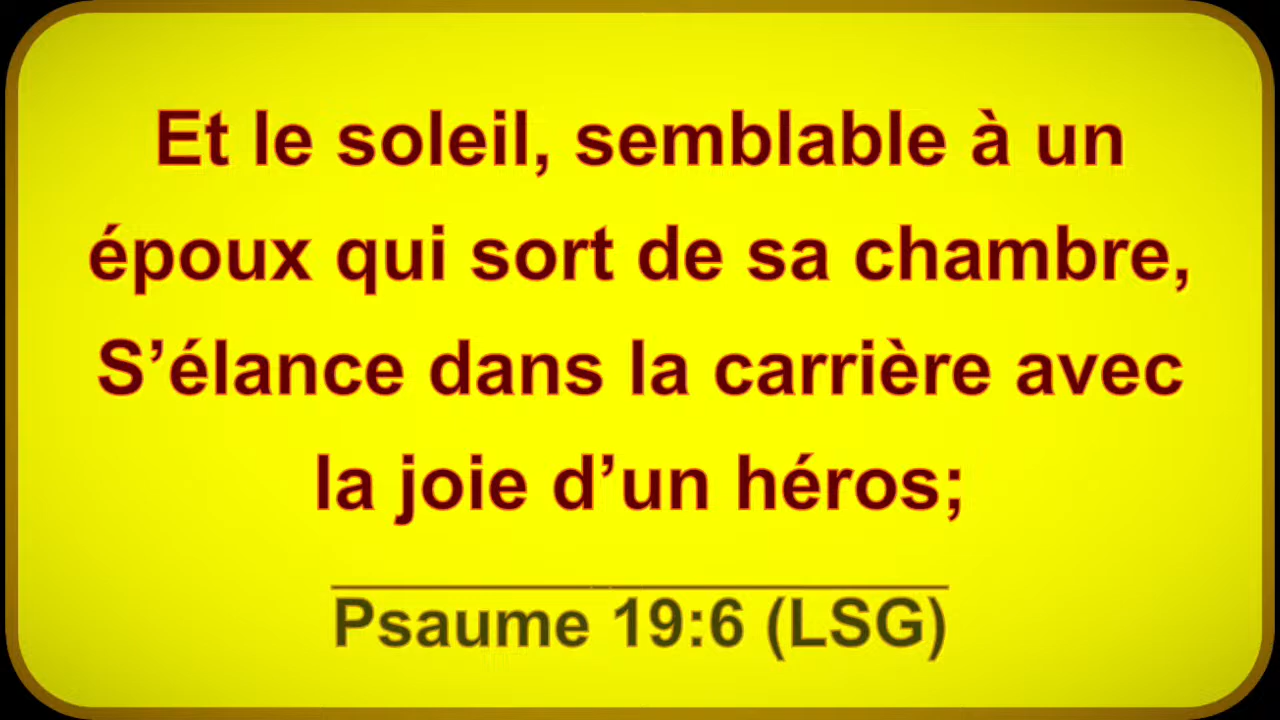 Et le soleil, semblable à un
époux qui sort de sa chambre,
S’élance dans la carrière avec
la joie d’un héros;
Psaume 19:6 (LSG)